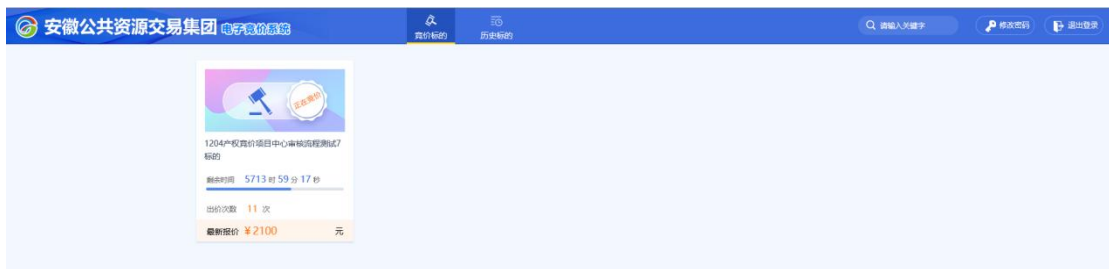 安徽公共资源交易集团 电子竞价系统
竞价标的
历史标的
请输入关键字
修改密码
退出登录
正在竞价
1204产权竞价项目中心审核流程测试7
标的
剩余时间 5713 时 59 分 17 秒
出价次数 11 次
最新报价 ¥2100 元